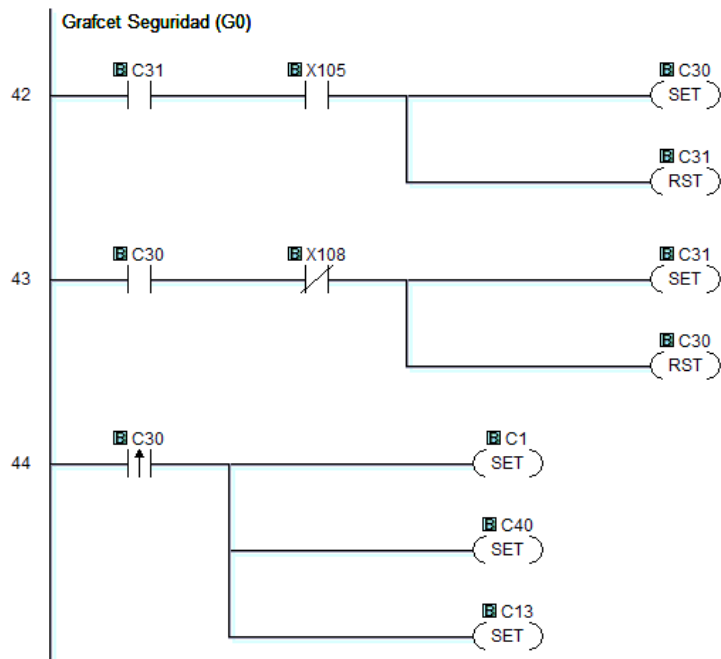 Grafcet Seguridad (G0)
B C31 B X105 B C30
42 SET
B C31
RST
B C30 B X108 B C31
43 SET
B C30
RST
B C30 B C1
44 SET
B C40
SET
B C13
SET